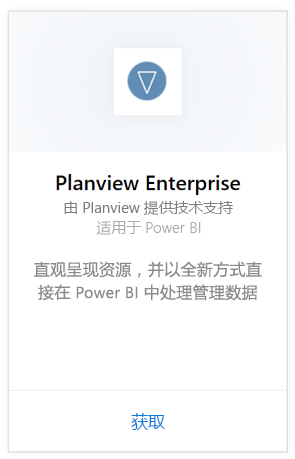 Planview Enterprise
由 Planview 提供技术支持
适用于 Power BI
直观呈现资源，并以全新方式直
接在 Power BI 中处理管理数据
获取